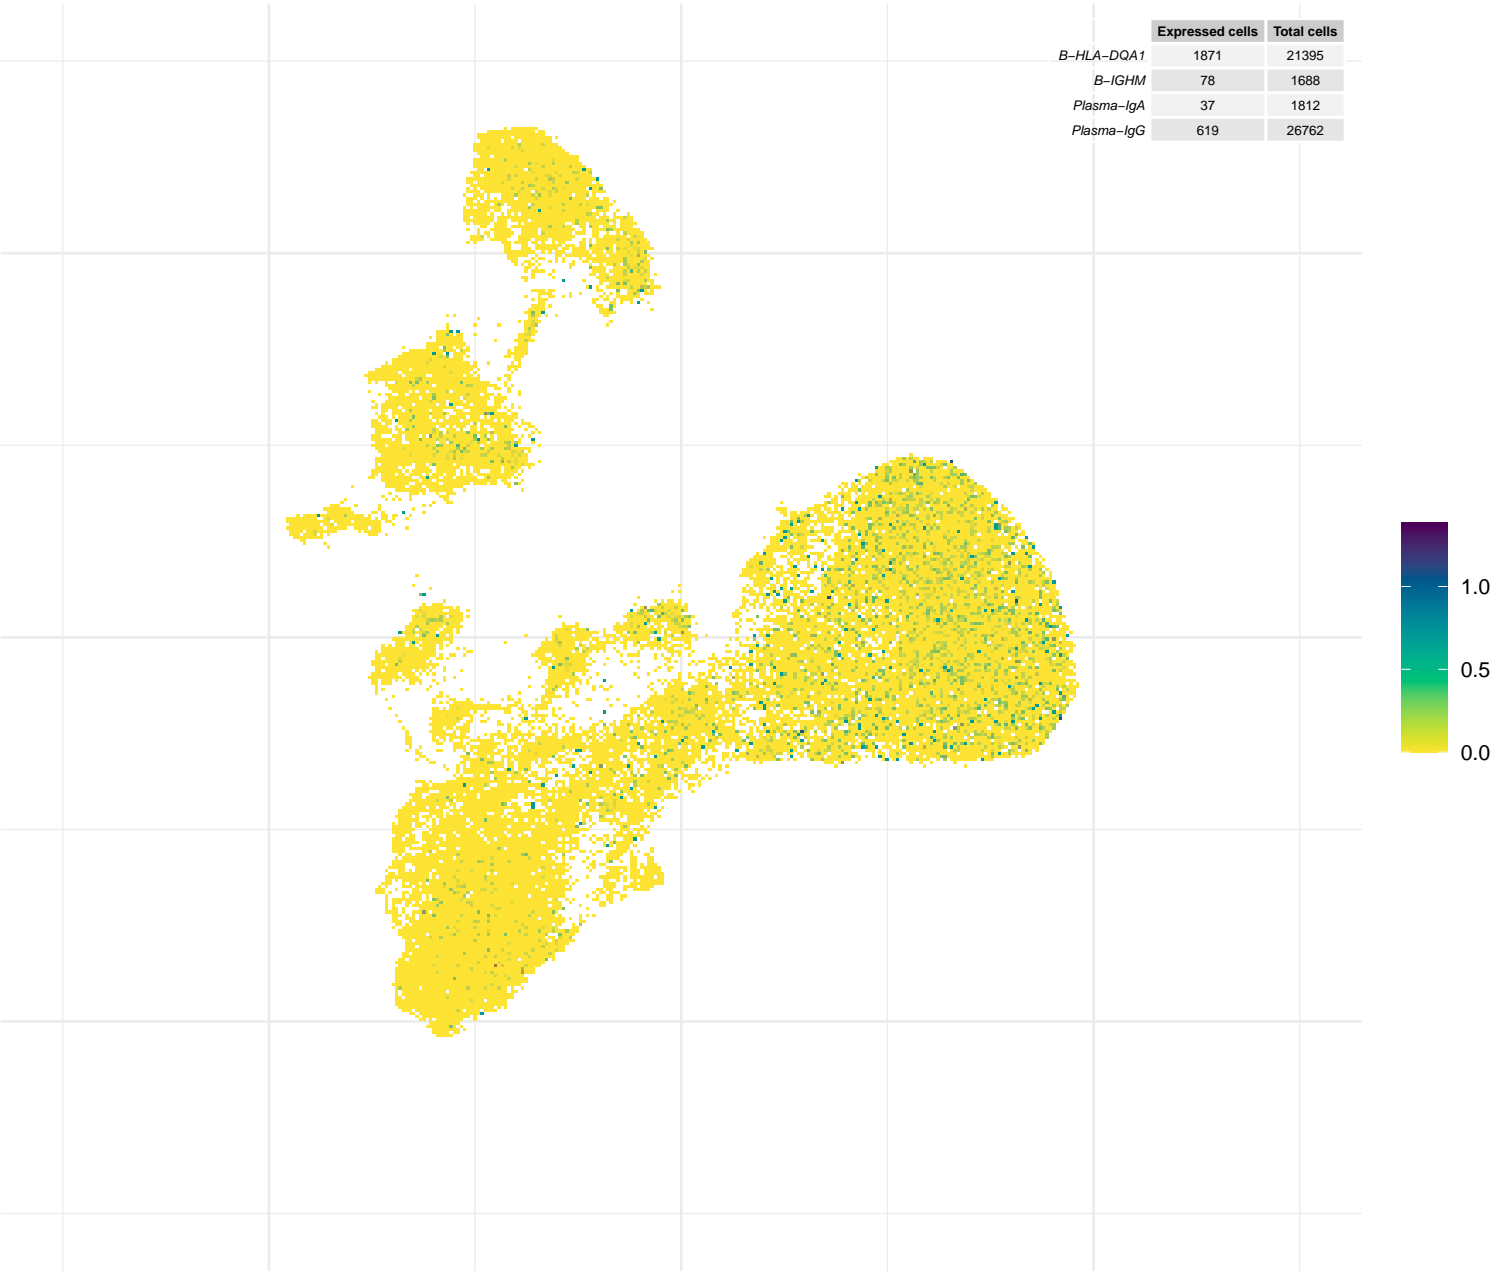 Expressed cells Total cells
B−HLA−DQA1 1871 21395
B−IGHM 78 1688
Plasma−IgA 37 1812
Plasma−IgG 619 26762
1.0
0.5
0.0